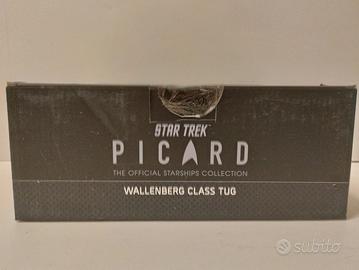 STAR TREK
PICARD
THE OFFICIAL STARSHIPS COLLECTION
WALLENBERG CLASS TUG
subito